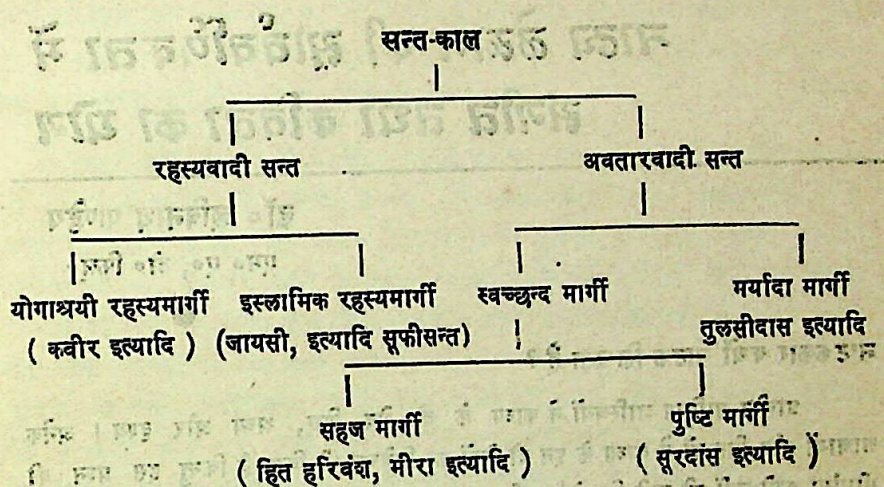 सन्त-काल
रहस्यवादी सन्त अवतारवादी सन्त
योगाश्रयी रहस्यमार्गी इस्लामिक रहस्यमार्गी स्वच्छन्द मार्गी मर्यादा मार्गी
( कबीर इत्यादि ) (जायसी, इत्यादि सूफीसन्त) तुलसीदास इत्यादि
सहज मार्गी पुष्टि मार्गी
( हित हरिवंश, मीरा इत्यादि ) ( सूरदास इत्यादि )